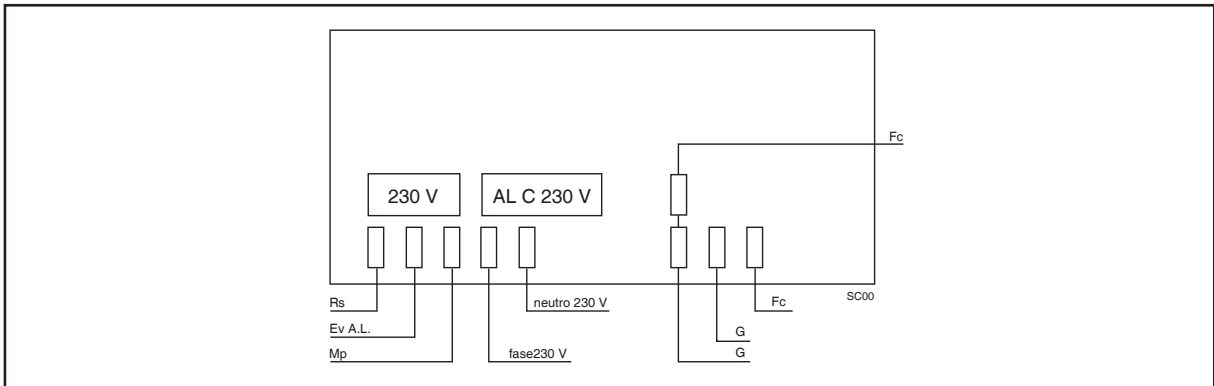 Fc
230 V
AL C 230 V
Rs
neutro 230 V
Fc
SC00
Ev A.L.
G
Mp
fase230 V
G